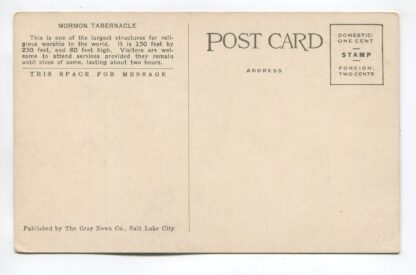 MORMON TABERNACLE
This is one of the largest structures for reli-
gious worship in the world. It is 150 feet by
250 feet, and 80 feet high. Visitors are wel-
come to attend services provided they remain
until close of same, lasting about two hours.
THIS SPACE FOR MESSAGE
Published by The Gray News Co., Salt Lake City
POST CARD
ADDRESS
DOMESTIC:
ONE CENT
STAMP
FOREIGN:
TWO CENTS